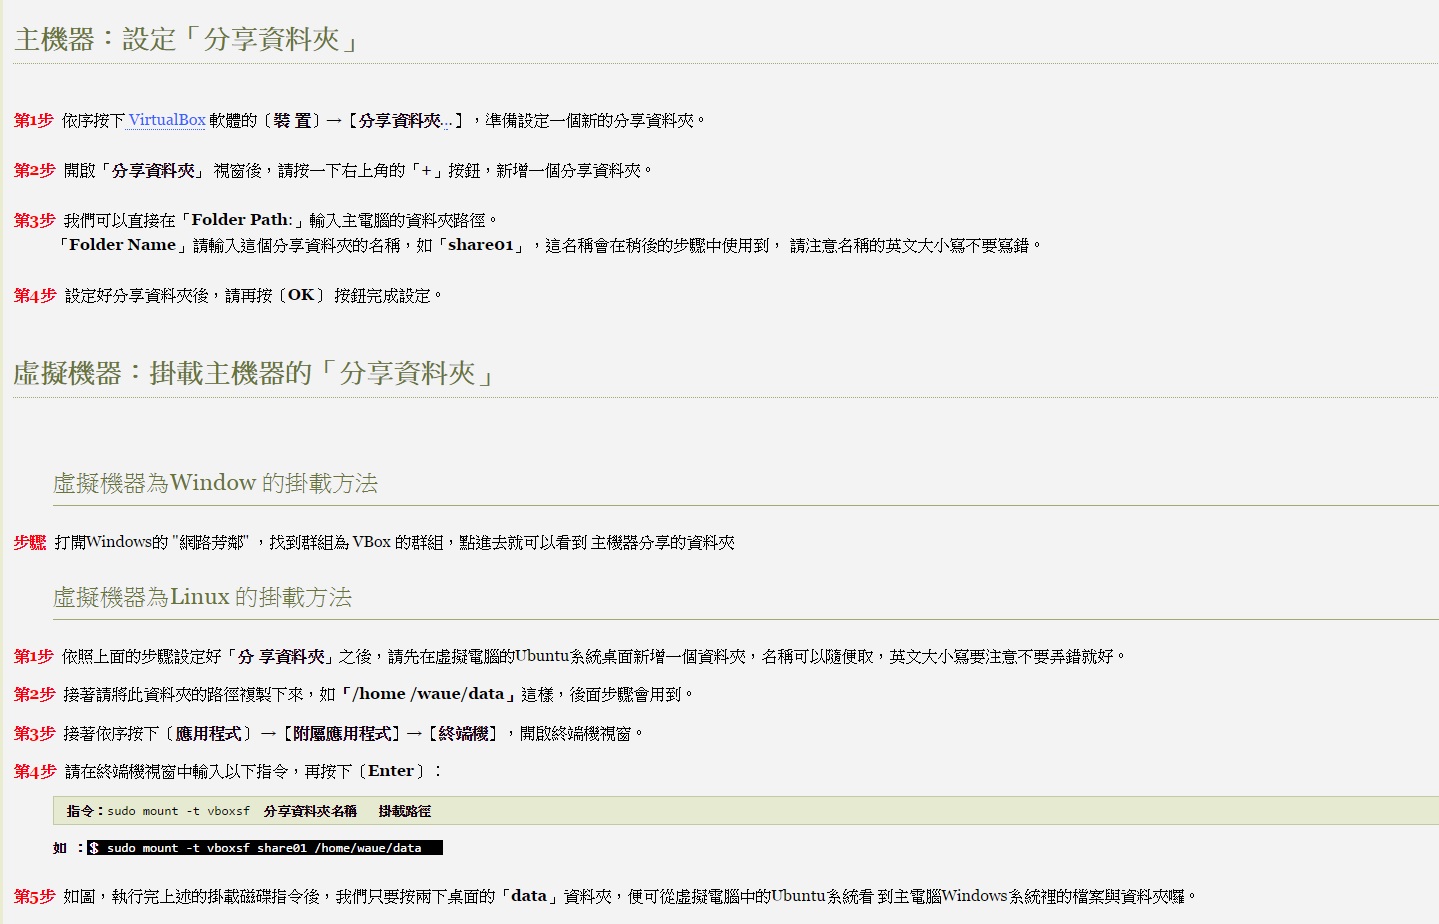 主機器：設定「分享資料夾」
第1步 依序按下 VirtualBox 軟體的〔裝 置〕→【分享資料夾...】，準備設定一個新的分享資料夾。
第2步 開啟「分享資料夾」 視窗後，請按一下右上角的「+」按鈕，新增一個分享資料夾。
第3步 我們可以直接在「Folder Path:」輸入主電腦的資料夾路徑。
「Folder Name」請輸入這個分享資料夾的名稱，如「share01」，這名稱會在稍後的步驟中使用到， 請注意名稱的英文大小寫不要寫錯。
第4步 設定好分享資料夾後，請再按〔OK〕 按鈕完成設定。
虛擬機器：掛載主機器的「分享資料夾」
虛擬機器為Window 的掛載方法
步驟 打開Windows的 "網路芳鄰" ，找到群組為 VBox 的群組，點進去就可以看到 主機器分享的資料夾
虛擬機器為Linux 的掛載方法
第1步 依照上面的步驟設定好「分 享資料夾」之後，請先在虛擬電腦的Ubuntu系統桌面新增一個資料夾，名稱可以隨便取，英文大小寫要注意不要弄錯就好。
第2步 接著請將此資料夾的路徑複製下來，如「/home /waue/data」這樣，後面步驟會用到。
第3步 接著依序按下〔應用程式〕→【附屬應用程式】→【終端機】，開啟終端機視窗。
第4步 請在終端機視窗中輸入以下指令，再按下〔Enter〕：
指令：sudo mount -t vboxsf 分享資料夾名稱 掛載路徑
如 ：$ sudo mount -t vboxsf share01 /home/waue/data
第5步 如圖，執行完上述的掛載磁碟指令後，我們只要按兩下桌面的「data」資料夾，便可從虛擬電腦中的Ubuntu系統看 到主電腦Windows系統裡的檔案與資料夾囉。